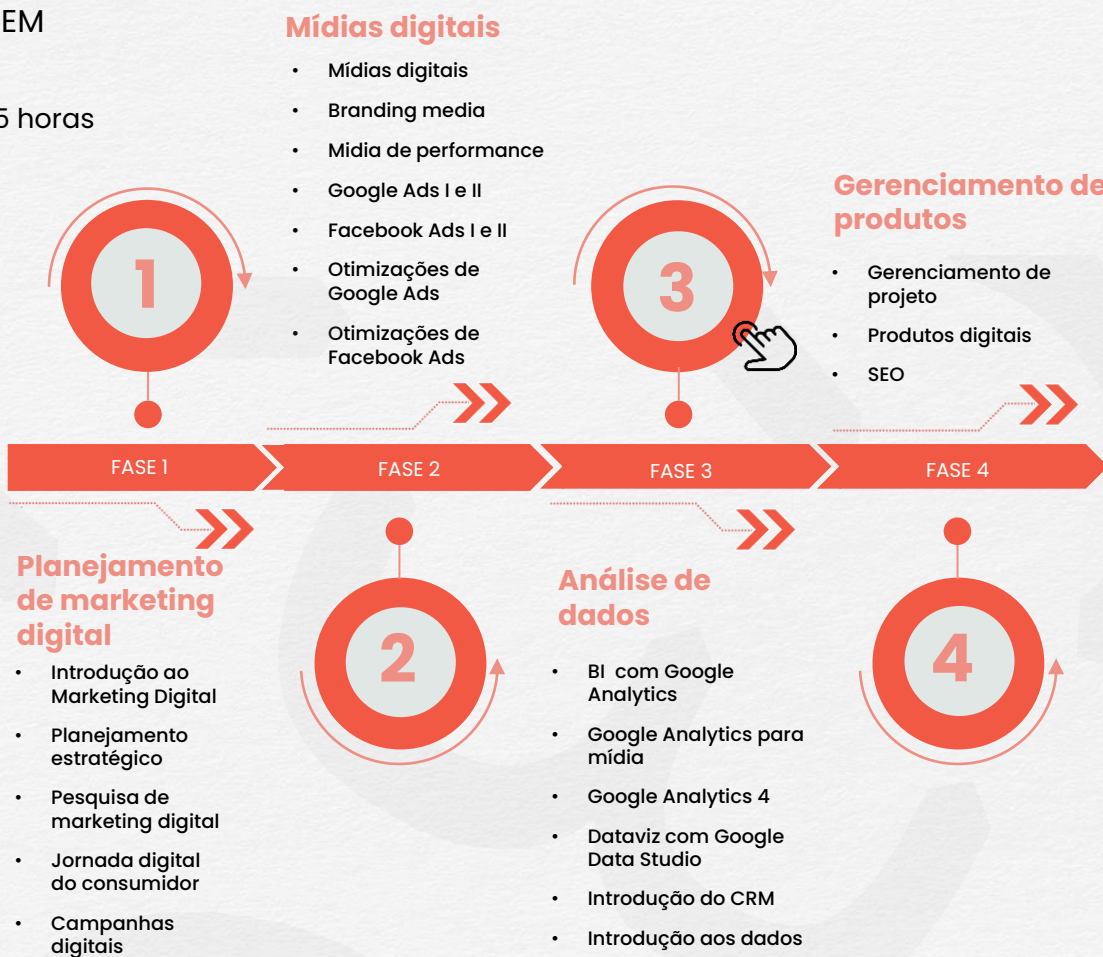 EM
5 horas
Mídias digitais
• Mídias digitais
• Branding media
• Midia de performance
• Google Ads I e II
• Facebook Ads I e II
• Otimizações de
Google Ads
• Otimizações de
Facebook Ads
1
3
Gerenciamento de
produtos
• Gerenciamento de
projeto
• Produtos digitais
• SEO
FASE 1
FASE 2
FASE 3
FASE 4
Planejamento
de marketing
digital
• Introdução ao
Marketing Digital
• Planejamento
estratégico
• Pesquisa de
marketing digital
• Jornada digital
do consumidor
• Campanhas
digitais
2
Análise de
dados
• BI  com Google
Analytics
• Google Analytics para
mídia
• Google Analytics 4
• Dataviz com Google
Data Studio
• Introdução do CRM
• Introdução aos dados
4